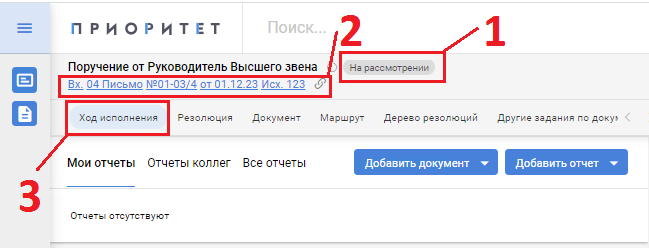 ПРИОРИТЕТ Поиск... 2 1
Поручение от Руководитель Высшего звена На рассмотрении
Вх. 04 Письмо №01-03/4 от 01.12.23 Исх. 123
Ход исполнения Резолюция Документ Маршрут Дерево резолюций Другие задания по докум
3 Мои отчеты Отчеты коллег Все отчеты Добавить документ Добавить отчет
Отчеты отсутствуют